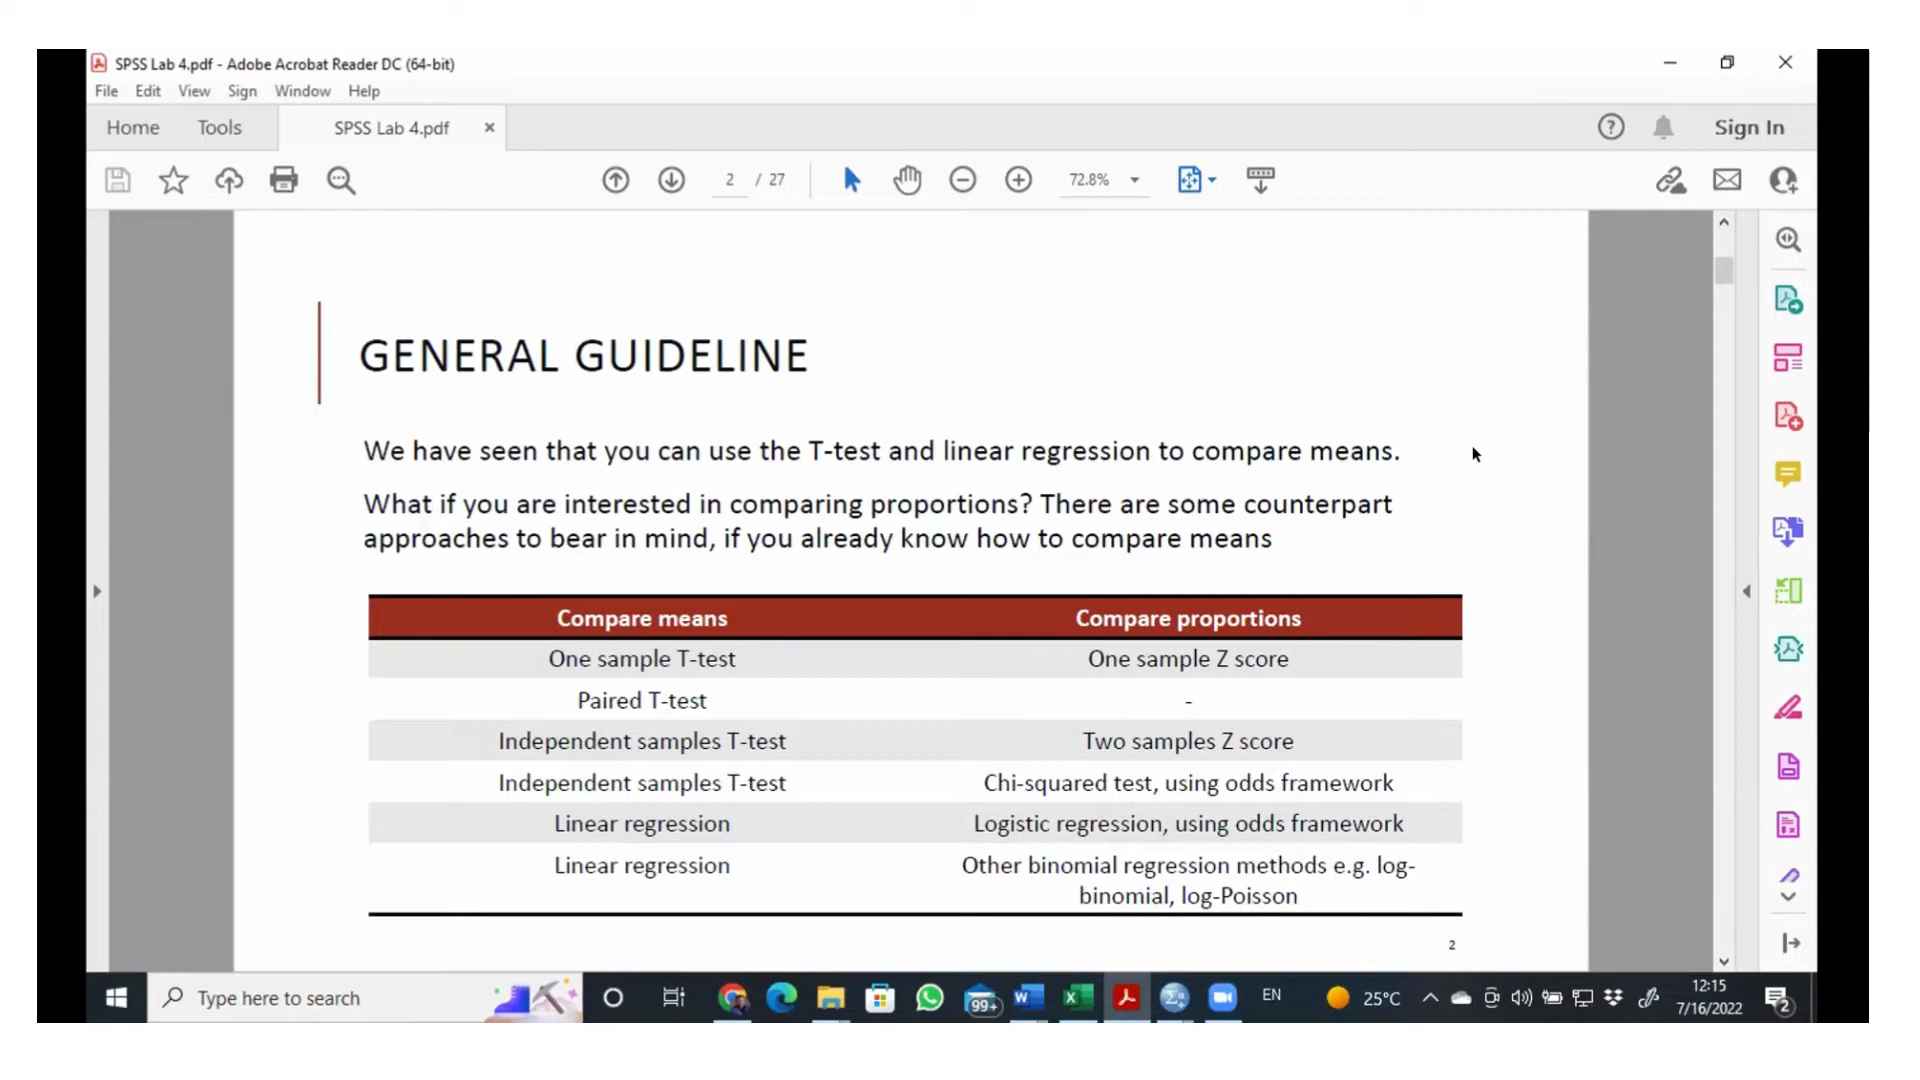 SPSS Lab 4.pdf - Adobe Acrobat Reader DC (64-bit)
File Edit View Sign Window Help
Home Tools SPSS Lab 4.pdf × Sign In
2 / 27 72.8%
GENERAL GUIDELINE
We have seen that you can use the T-test and linear regression to compare means.
What if you are interested in comparing proportions? There are some counterpart
approaches to bear in mind, if you already know how to compare means
Compare means Compare proportions
One sample T-test One sample Z score
Paired T-test -
Independent samples T-test Two samples Z score
Independent samples T-test Chi-squared test, using odds framework
Linear regression Logistic regression, using odds framework
Linear regression Other binomial regression methods e.g. log-
binomial, log-Poisson
2
Type here to search 99+ EN 25°C 12:15
7/16/2022 2